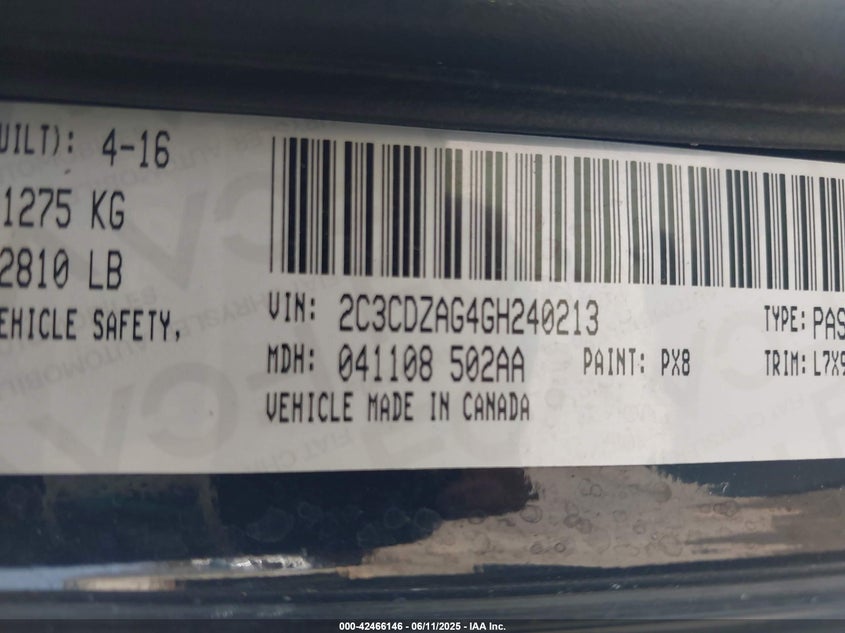 UILT): 4-16
1275 KG
2810 LB
EHICLE SAFETY,
VIN: 2C3CDZAG4GH240213
TYPE: PAS
MDH: 041108 502AA
PAINT: PX8
TRIM: L7X9
VEHICLE MADE IN CANADA
000-42466146 - 06/11/2025 - IAA Inc.